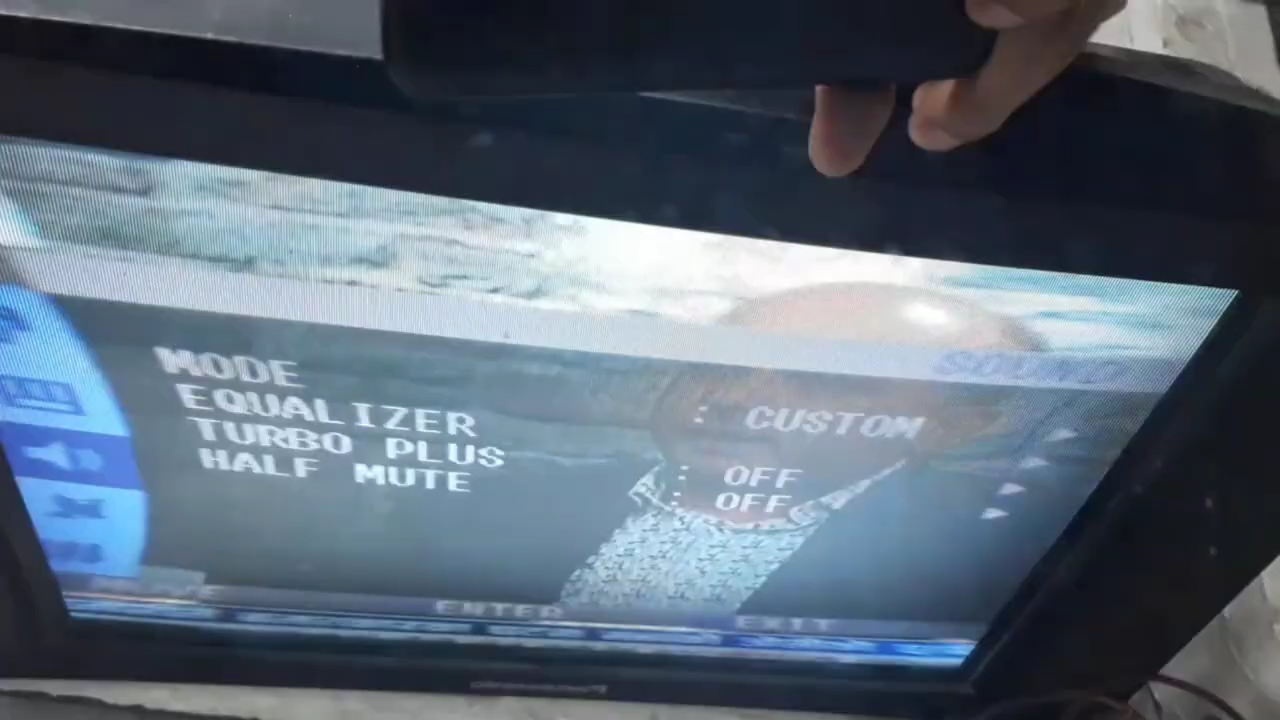 SOUND
MODE : CUSTOM
EQUALIZER
TURBO PLUS : OFF
HALF MUTE : OFF
ENTER
EXIT